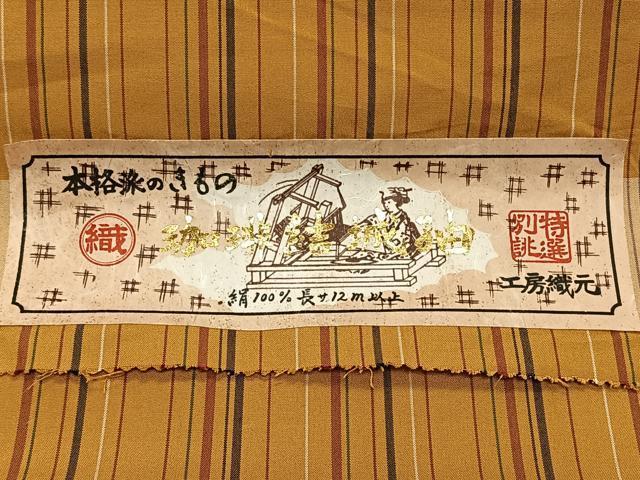 本格派のきもの
織
特選
別誂
絹100% 長サ12m以上
工房織元